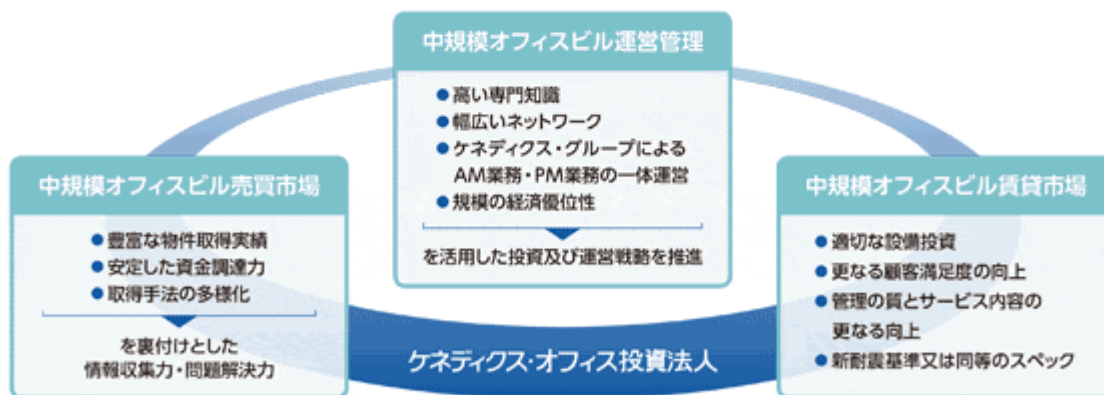 中規模オフィスビル運営管理
●高い専門知識
●幅広いネットワーク
●ケネディクス・グループによる
AM業務・PM業務の一体運営
●規模の経済優位性
を活用した投資及び運営戦略を推進
中規模オフィスビル売買市場
●豊富な物件取得実績
●安定した資金調達力
●取得手法の多様化
を裏付けとした
情報収集力・問題解決力
中規模オフィスビル賃貸市場
●適切な設備投資
●更なる顧客満足度の向上
●管理の質とサービス内容の
更なる向上
●新耐震基準又は同等のスペック
ケネディクス・オフィス投資法人